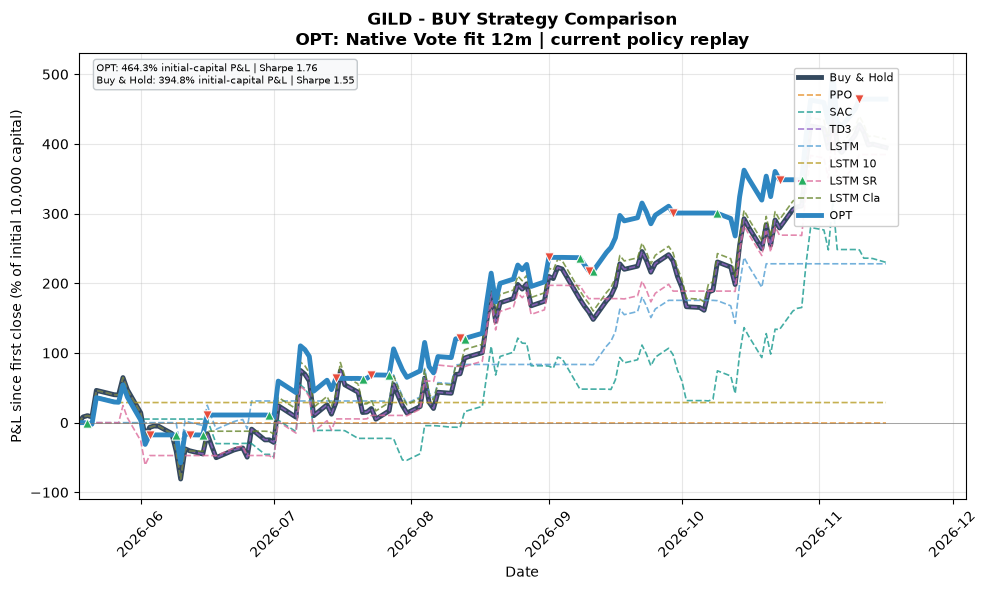 GILD - BUY Strategy Comparison
OPT: Native Vote fit 12m | current policy replay
OPT: 464.3% initial-capital P&L | Sharpe 1.76
Buy & Hold: 394.8% initial-capital P&L | Sharpe 1.55
Buy & Hold
PPO
SAC
TD3
LSTM
LSTM 10
LSTM SR
LSTM Cla
OPT
P&L since first close (% of initial 10,000 capital)
500
400
300
200
100
0
−100
2026-06
2026-07
2026-08
2026-09
2026-10
2026-11
2026-12
Date